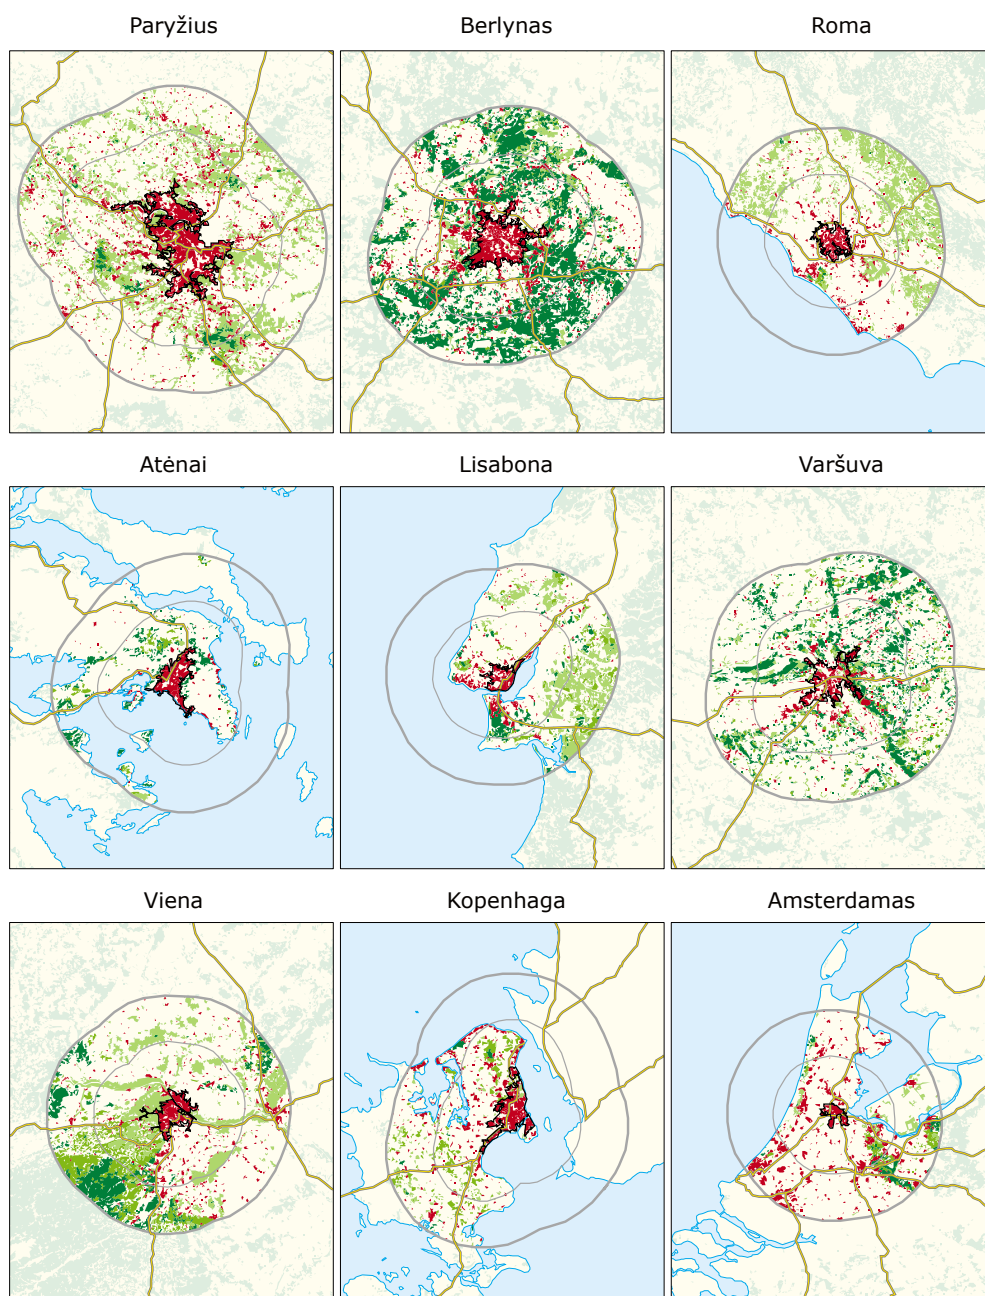 Paryžius
Berlynas
Roma
Atėnai
Lisabona
Varšuva
Viena
Kopenhaga
Amsterdamas